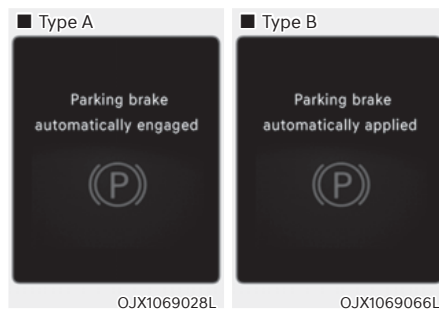 ■ Type A
Parking brake
automatically engaged
P
OJX1069028L
■ Type B
Parking brake
automatically applied
P
OJX1069066L